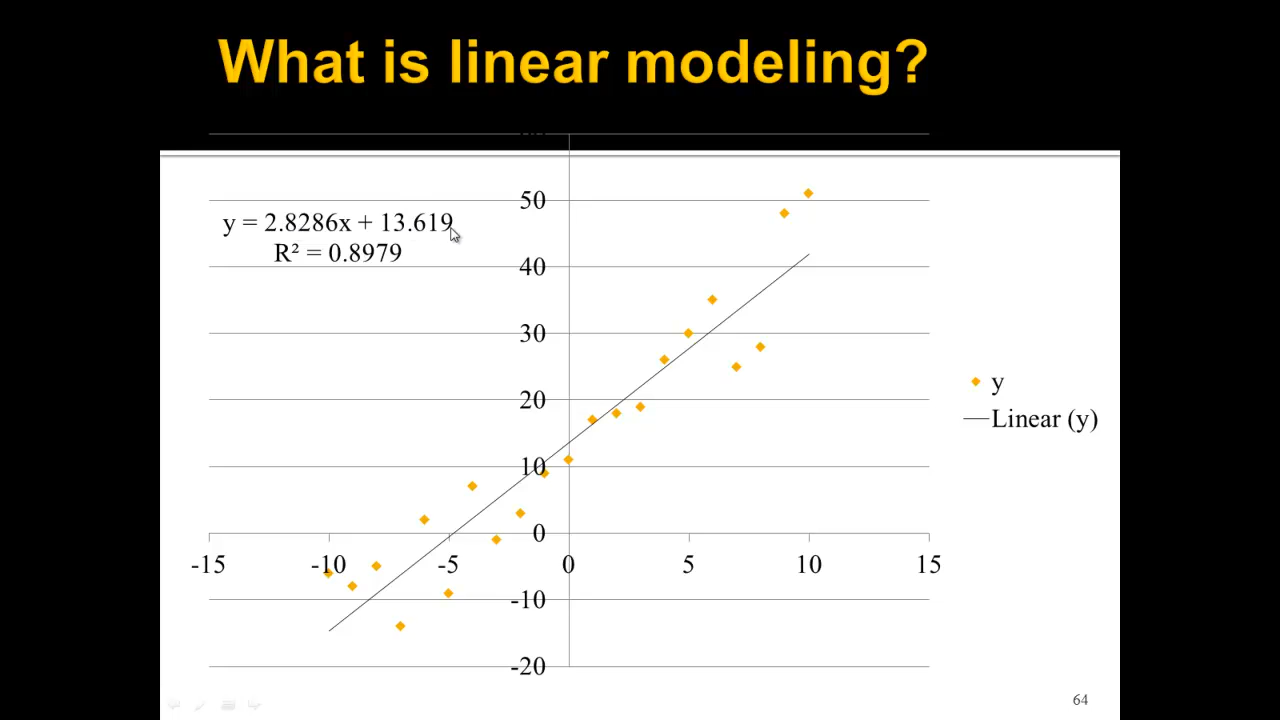 What is linear modeling?
50
y = 2.8286x + 13.619
R² = 0.8979
40
30
y
20
Linear (y)
10
0
-15 -10 -5 0 5 10 15
-10
-20
64